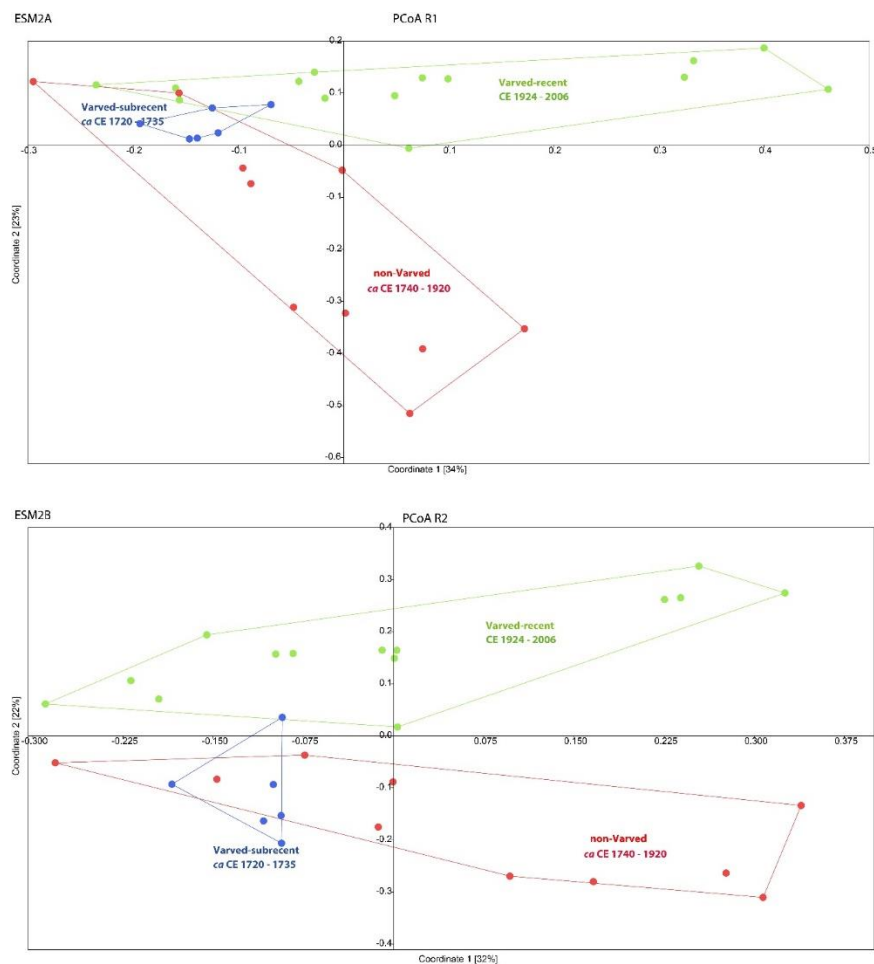 ESM2A
PCoA R1
0.2
Varved-recent
CE 1924 - 2006
0.1
Varved-subrecent
ca CE 1720 - 1735
-0.3 -0.1 0.0 0.1 0.2 0.3 0.4 0.5
-0.1
Coordinate 2 [23%]
-0.2
non-Varved
ca CE 1740 - 1920
-0.3
-0.4
-0.5
-0.6
Coordinate 1 [34%]
ESM2B
PCoA R2
0.4
0.3
0.2
Varved-recent
CE 1924 - 2006
0.1
Coordinate 2 [22%]
-0.300 -0.225 -0.150 -0.075 0.075 0.150 0.225 0.300 0.375
-0.1
-0.2
non-Varved
Varved-subrecent
ca CE 1740 - 1920
ca CE 1720 - 1735
-0.3
-0.4
Coordinate 1 [32%]